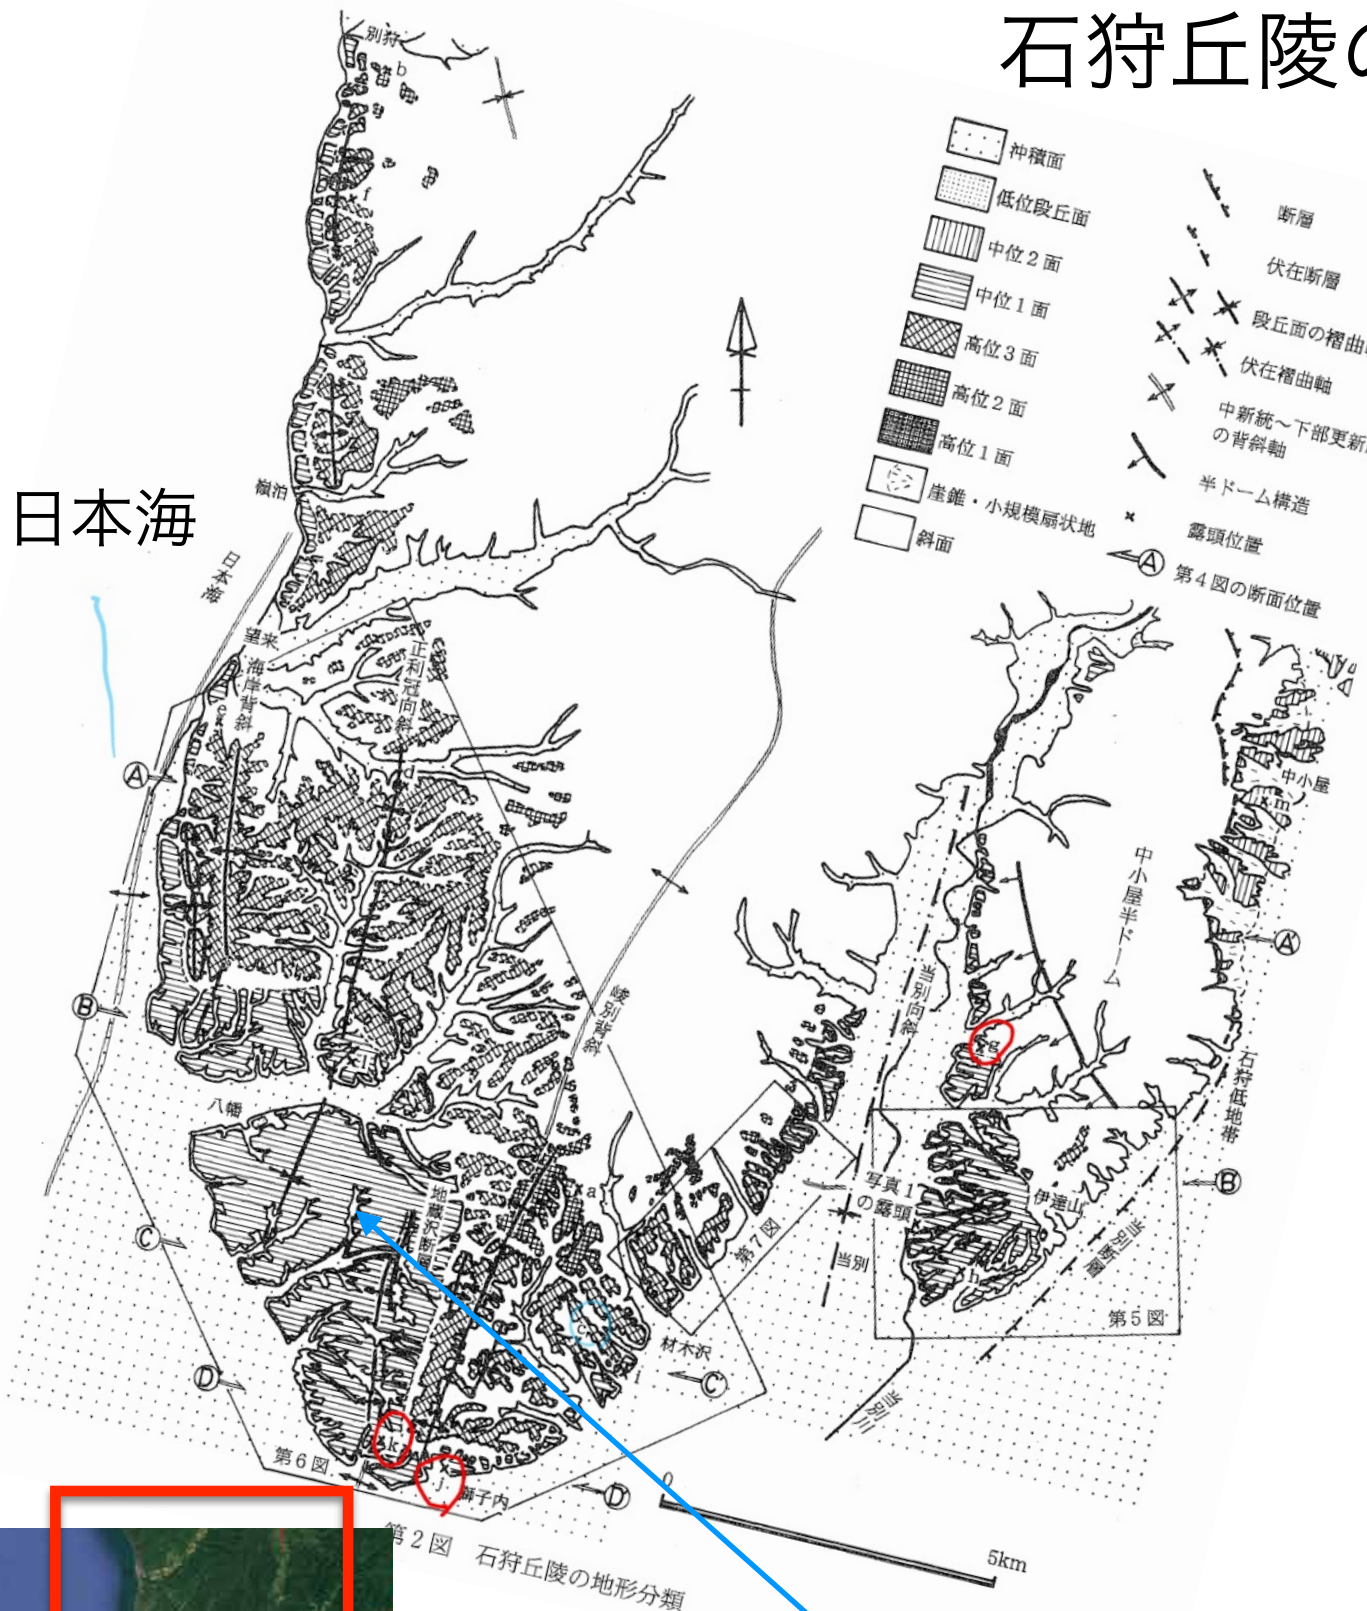 石狩丘陵の
別狩
b
f
沖積面
低位段丘面
中位2面
中位1面
高位3面
高位2面
高位1面
崖錐・小規模扇状地
斜面
断層
伏在断層
段丘面の褶曲
伏在褶曲軸
中新統～下部更新
の背斜軸
半ドーム構造
露頭位置
A 第4図の断面位置
嶺泊
日本海
日本海
望来
海岸背斜
正利冠向斜
d
A
B
C
D
中小屋
m
中小屋半ドーム
A'
当別向斜
峻別背斜
g
石狩低地帯
B'
八幡
地蔵沢断層
a
写真1
の露頭
伊達山
当別断層
h
第7図
当別
第5図
c
材木沢
i
C'
当別川
k
j
獅子内
第6図
D'
0
5km
第2図 石狩丘陵の地形分類